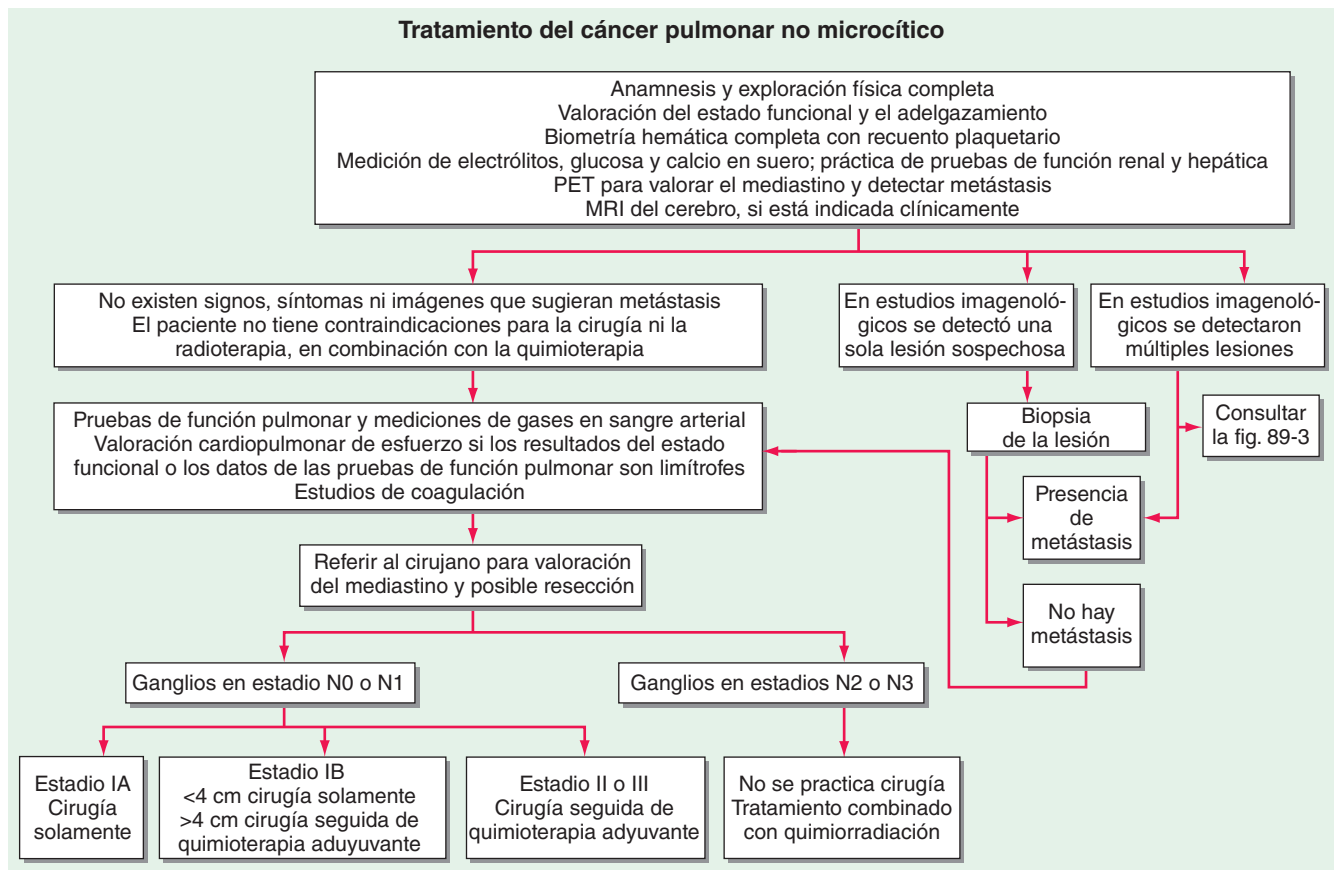 Tratamiento del cáncer pulmonar no microcítico
Anamnesis y exploración física completa
Valoración del estado funcional y el adelgazamiento
Biometría hemática completa con recuento plaquetario
Medición de electrólitos, glucosa y calcio en suero; práctica de pruebas de función renal y hepática
PET para valorar el mediastino y detectar metástasis
MRI del cerebro, si está indicada clínicamente
No existen signos, síntomas ni imágenes que sugieran metástasis
El paciente no tiene contraindicaciones para la cirugía ni la
radioterapia, en combinación con la quimioterapia
En estudios imagenoló-
gicos se detectó una
sola lesión sospechosa
En estudios imagenoló-
gicos se detectaron
múltiples lesiones
Pruebas de función pulmonar y mediciones de gases en sangre arterial
Valoración cardiopulmonar de esfuerzo si los resultados del estado
funcional o los datos de las pruebas de función pulmonar son limítrofes
Estudios de coagulación
Biopsia
de la lesión
Consultar
la fig. 89-3
Presencia
de
metástasis
No hay
metástasis
Referir al cirujano para valoración
del mediastino y posible resección
Ganglios en estadio N0 o N1
Ganglios en estadios N2 o N3
Estadio IA
Cirugía
solamente
Estadio IB
<4 cm cirugía solamente
>4 cm cirugía seguida de
quimioterapia aduyuvante
Estadio II o III
Cirugía seguida de
quimioterapia adyuvante
No se practica cirugía
Tratamiento combinado
con quimiorradiación